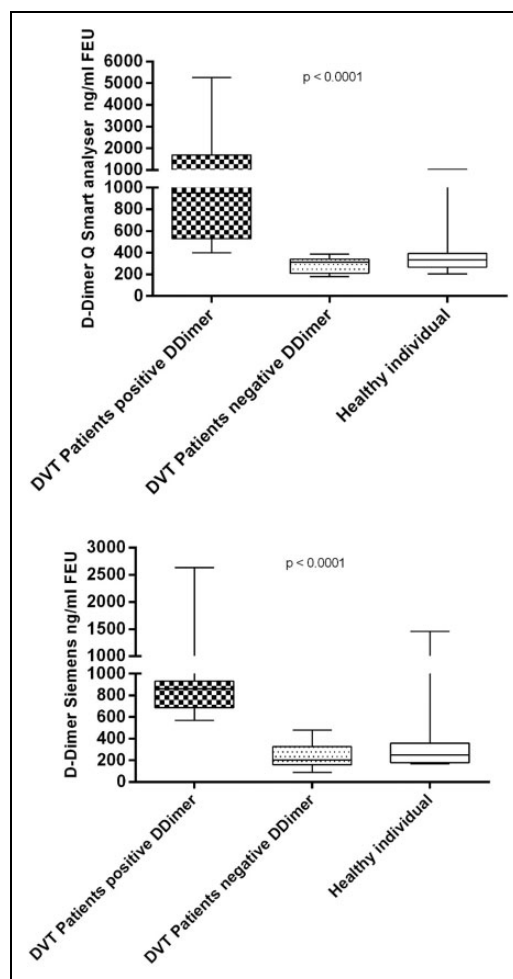 D-Dimer Q Smart analyser ng/ml FEU
6000
5000
4000
3000
2000
1000
1000
800
600
400
200
0
p < 0.0001
DVT Patients positive DDimer
DVT Patients negative DDimer
Healthy individual
D-Dimer Siemens ng/ml FEU
3000
2500
2000
1500
1000
1000
800
600
400
200
0
p < 0.0001
DVT Patients positive DDimer
DVT Patients negative DDimer
Healthy individual